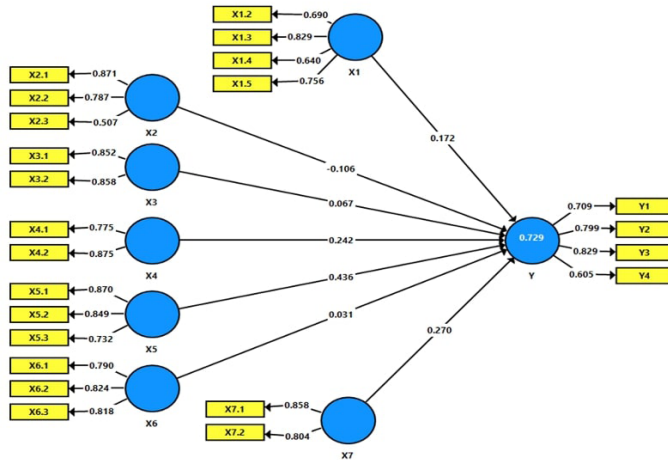 X1.2 0.690
X1.3 0.829
X1.4 0.640
X1.5 0.756
X1
X2.1 0.871
X2.2 0.787
X2.3 0.507
X2
X3.1 0.852
X3.2 0.858
X3
X4.1 0.775
X4.2 0.875
X4
X5.1 0.870
X5.2 0.849
X5.3 0.732
X5
X6.1 0.790
X6.2 0.824
X6.3 0.818
X6
X7.1 0.858
X7.2 0.804
X7
0.172
-0.106
0.067
0.242
0.436
0.031
0.270
0.729
Y
0.709 Y1
0.799 Y2
0.829 Y3
0.605 Y4